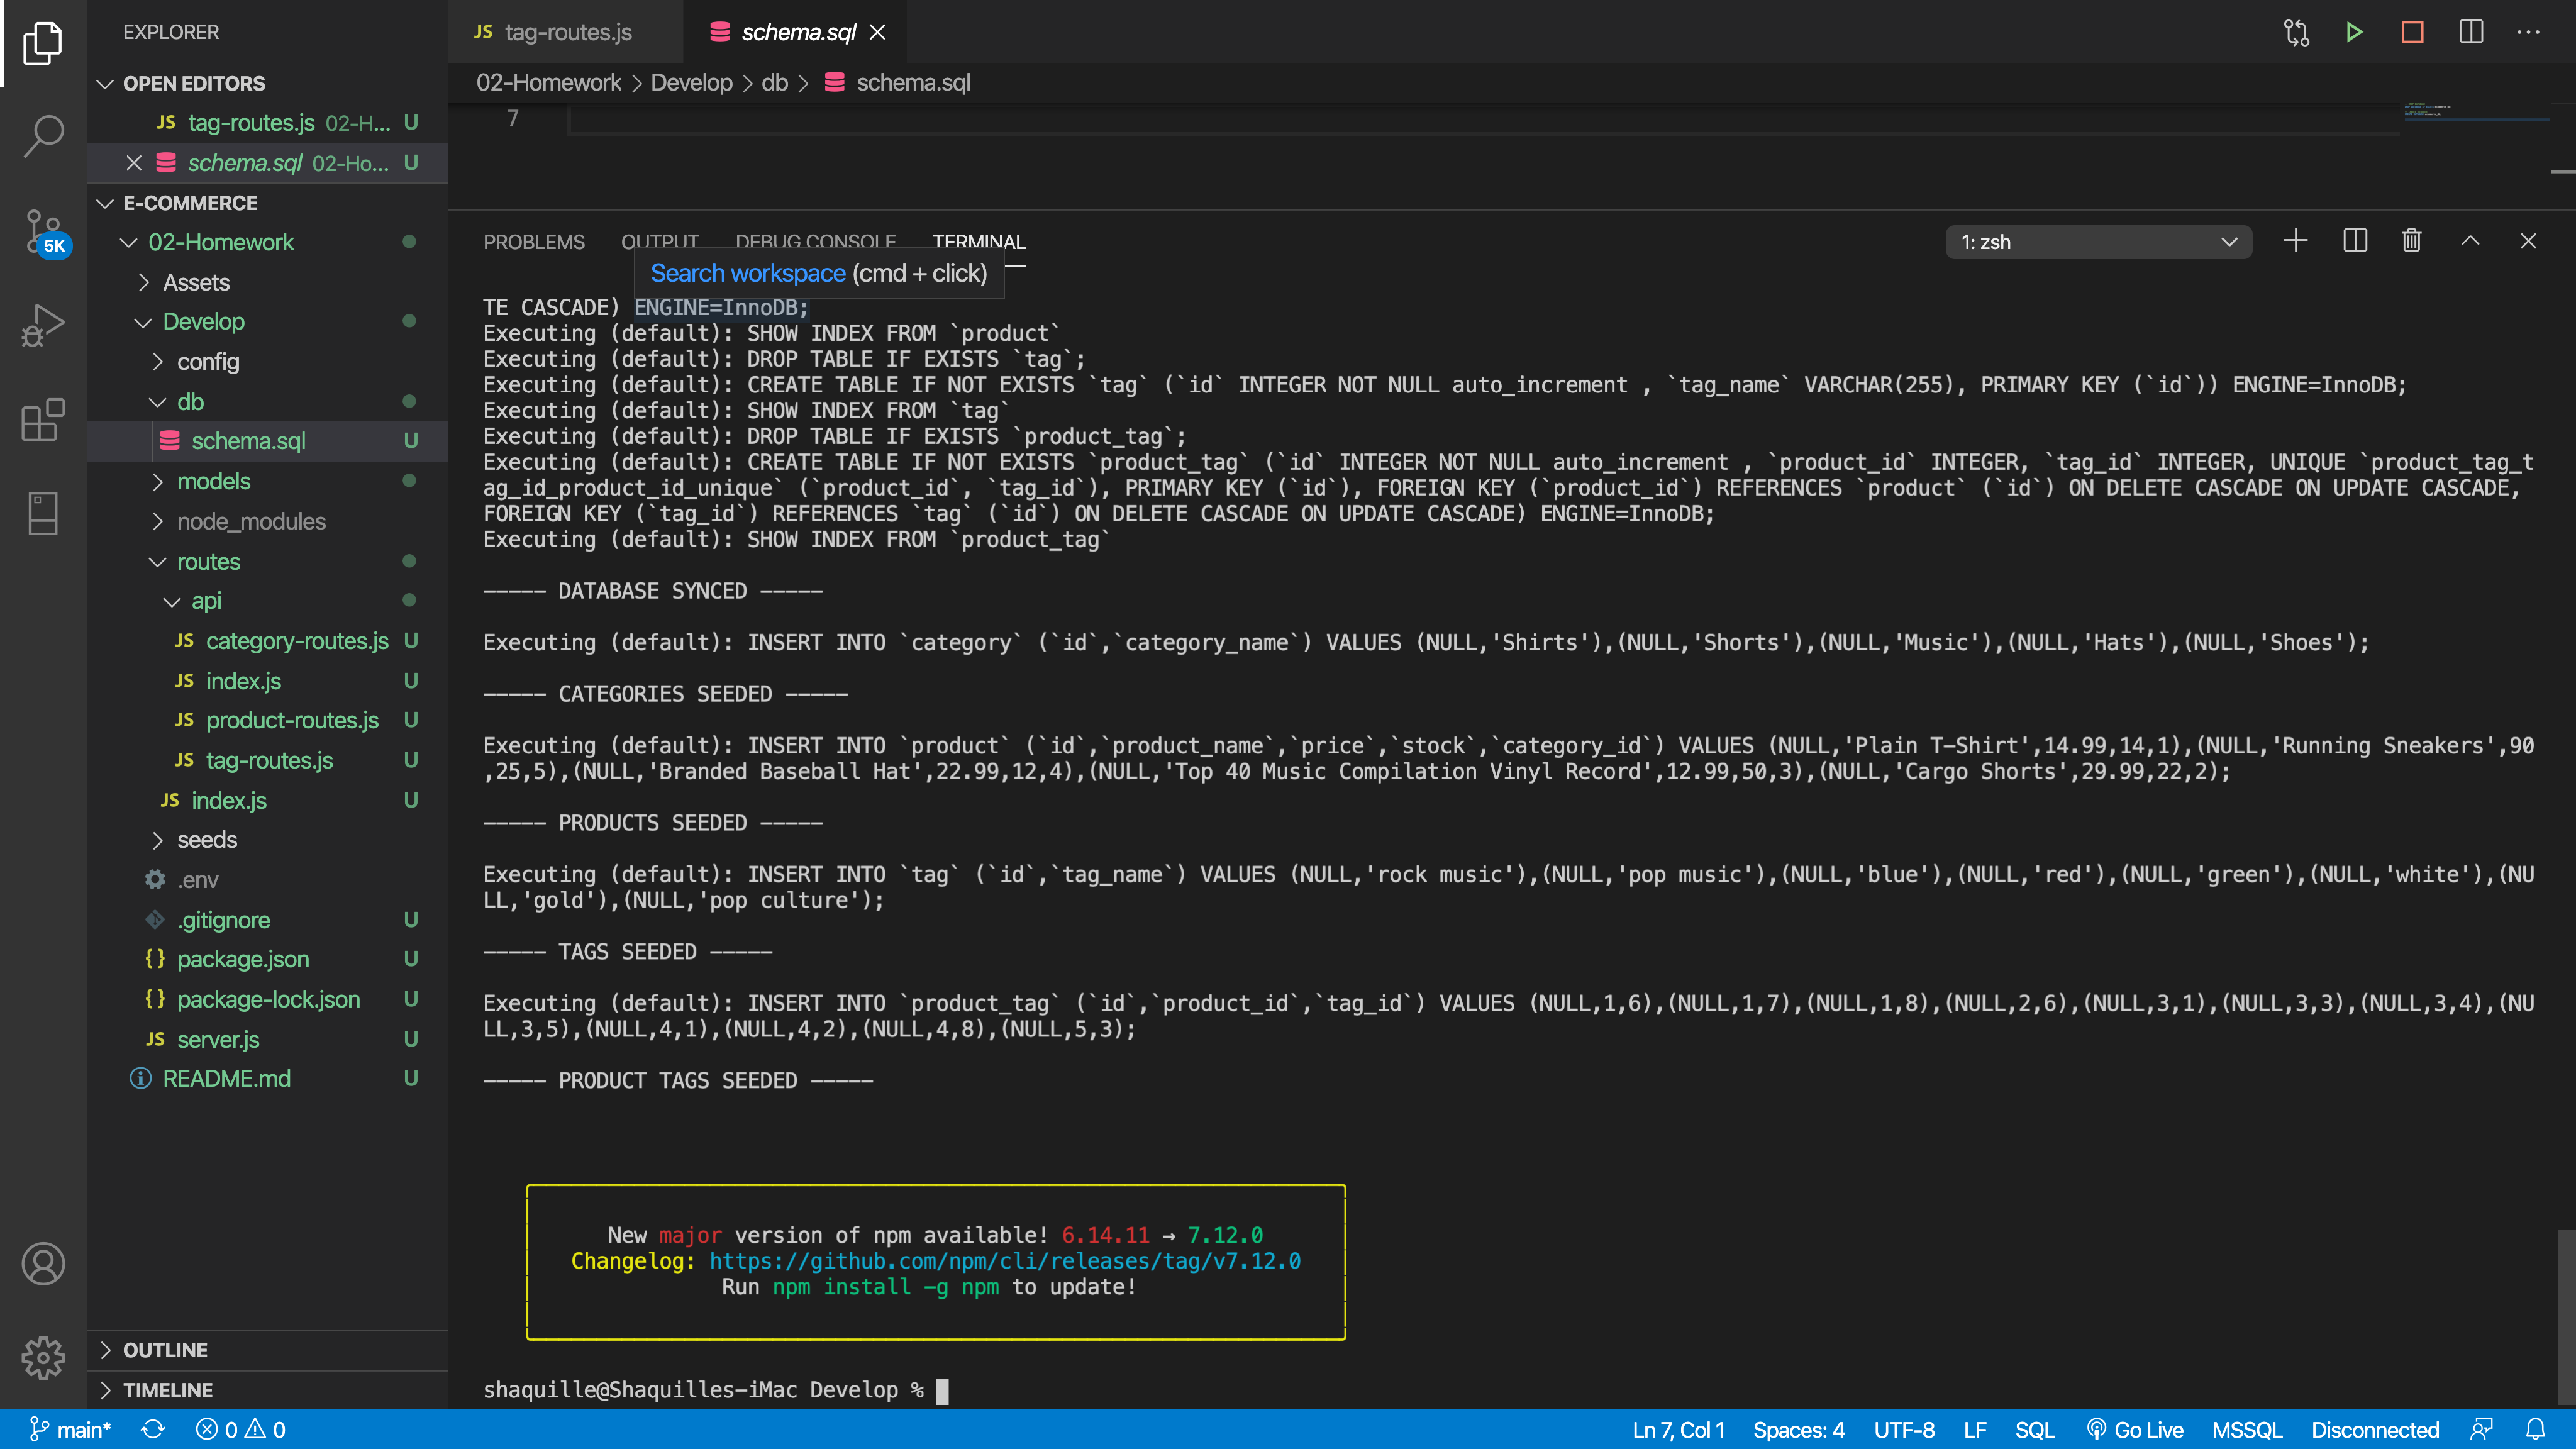 EXPLORER
OPEN EDITORS
JS tag-routes.js 02-H... U
schema.sql 02-Ho... U
E-COMMERCE
02-Homework
Assets
Develop
config
db
schema.sql U
models
node_modules
routes
api
JS category-routes.js U
JS index.js U
JS product-routes.js U
JS tag-routes.js U
JS index.js U
seeds
.env
.gitignore U
{} package.json U
{} package-lock.json U
JS server.js U
README.md U
OUTLINE
TIMELINE
5K
JS tag-routes.js
schema.sql
02-Homework > Develop > db > schema.sql
7
PROBLEMS OUTPUT DEBUG CONSOLE TERMINAL
1: zsh
Search workspace (cmd + click)
TE CASCADE) ENGINE=InnoDB;
Executing (default): SHOW INDEX FROM `product`
Executing (default): DROP TABLE IF EXISTS `tag`;
Executing (default): CREATE TABLE IF NOT EXISTS `tag` (`id` INTEGER NOT NULL auto_increment , `tag_name` VARCHAR(255), PRIMARY KEY (`id`)) ENGINE=InnoDB;
Executing (default): SHOW INDEX FROM `tag`
Executing (default): DROP TABLE IF EXISTS `product_tag`;
Executing (default): CREATE TABLE IF NOT EXISTS `product_tag` (`id` INTEGER NOT NULL auto_increment , `product_id` INTEGER, `tag_id` INTEGER, UNIQUE `product_tag_t
ag_id_product_id_unique` (`product_id`, `tag_id`), PRIMARY KEY (`id`), FOREIGN KEY (`product_id`) REFERENCES `product` (`id`) ON DELETE CASCADE ON UPDATE CASCADE,
FOREIGN KEY (`tag_id`) REFERENCES `tag` (`id`) ON DELETE CASCADE ON UPDATE CASCADE) ENGINE=InnoDB;
Executing (default): SHOW INDEX FROM `product_tag`
----- DATABASE SYNCED -----
Executing (default): INSERT INTO `category` (`id`,`category_name`) VALUES (NULL,'Shirts'),(NULL,'Shorts'),(NULL,'Music'),(NULL,'Hats'),(NULL,'Shoes');
----- CATEGORIES SEEDED -----
Executing (default): INSERT INTO `product` (`id`,`product_name`,`price`,`stock`,`category_id`) VALUES (NULL,'Plain T-Shirt',14.99,14,1),(NULL,'Running Sneakers',90
,25,5),(NULL,'Branded Baseball Hat',22.99,12,4),(NULL,'Top 40 Music Compilation Vinyl Record',12.99,50,3),(NULL,'Cargo Shorts',29.99,22,2);
----- PRODUCTS SEEDED -----
Executing (default): INSERT INTO `tag` (`id`,`tag_name`) VALUES (NULL,'rock music'),(NULL,'pop music'),(NULL,'blue'),(NULL,'red'),(NULL,'green'),(NULL,'white'),(NU
LL,'gold'),(NULL,'pop culture');
----- TAGS SEEDED -----
Executing (default): INSERT INTO `product_tag` (`id`,`product_id`,`tag_id`) VALUES (NULL,1,6),(NULL,1,7),(NULL,1,8),(NULL,2,6),(NULL,3,1),(NULL,3,3),(NULL,3,4),(NU
LL,3,5),(NULL,4,1),(NULL,4,2),(NULL,4,8),(NULL,5,3);
----- PRODUCT TAGS SEEDED -----
New major version of npm available! 6.14.11 → 7.12.0
Changelog: https://github.com/npm/cli/releases/tag/v7.12.0
Run npm install -g npm to update!
shaquille@Shaquilles-iMac Develop %
main* 0 0 Ln 7, Col 1 Spaces: 4 UTF-8 LF SQL Go Live MSSQL Disconnected